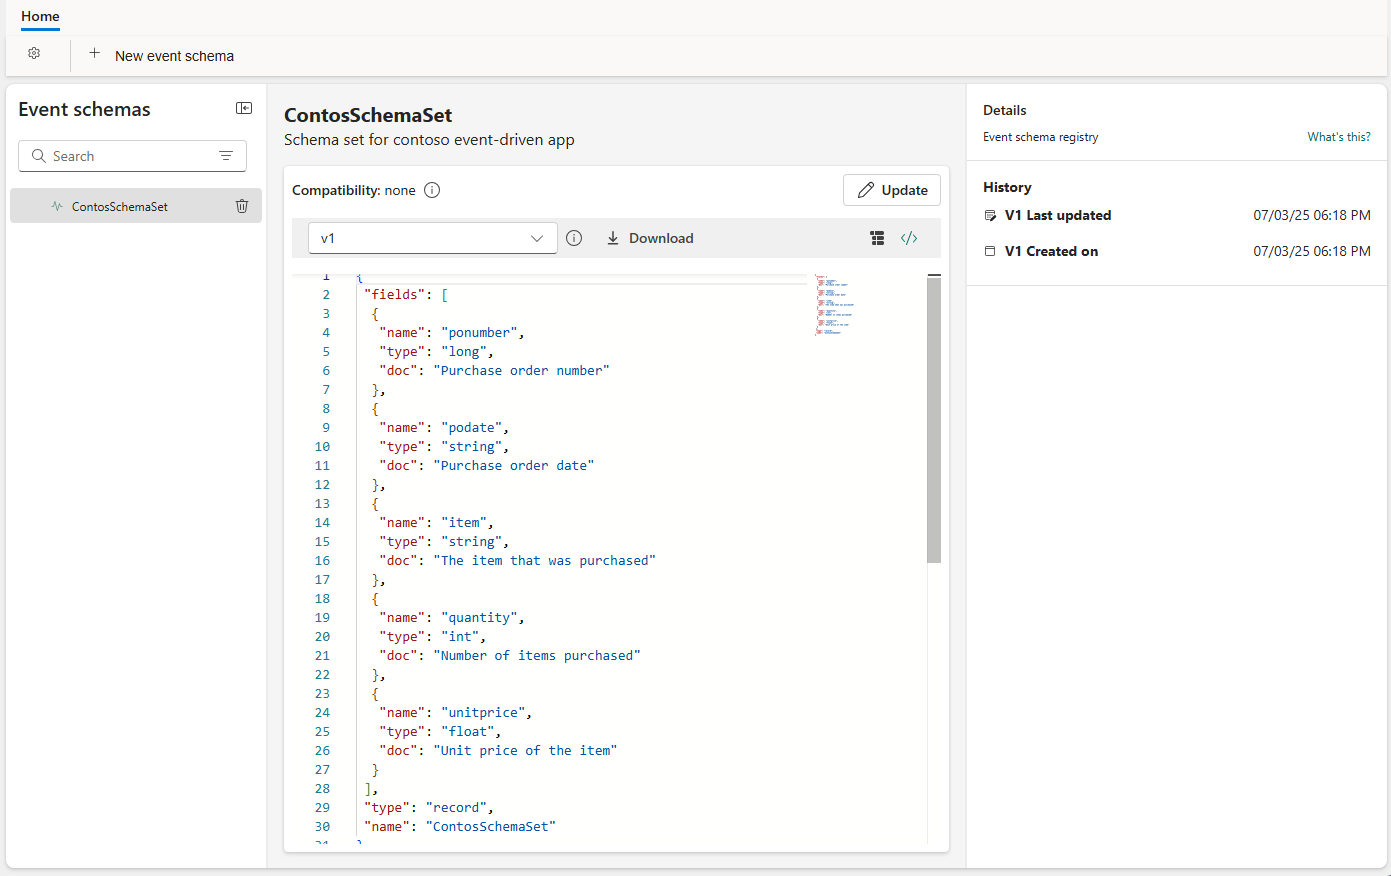 Home
New event schema
Event schemas
Search
ContosSchemaSet
ContosSchemaSet
Schema set for contoso event-driven app
Compatibility: none
Update
v1
Download
1 {
2 "fields": [
3 {
4 "name": "ponumber",
5 "type": "long",
6 "doc": "Purchase order number"
7 },
8 {
9 "name": "podate",
10 "type": "string",
11 "doc": "Purchase order date"
12 },
13 {
14 "name": "item",
15 "type": "string",
16 "doc": "The item that was purchased"
17 },
18 {
19 "name": "quantity",
20 "type": "int",
21 "doc": "Number of items purchased"
22 },
23 {
24 "name": "unitprice",
25 "type": "float",
26 "doc": "Unit price of the item"
27 }
28 ],
29 "type": "record",
30 "name": "ContosSchemaSet"
31 }
Details
Event schema registry What's this?
History
V1 Last updated 07/03/25 06:18 PM
V1 Created on 07/03/25 06:18 PM